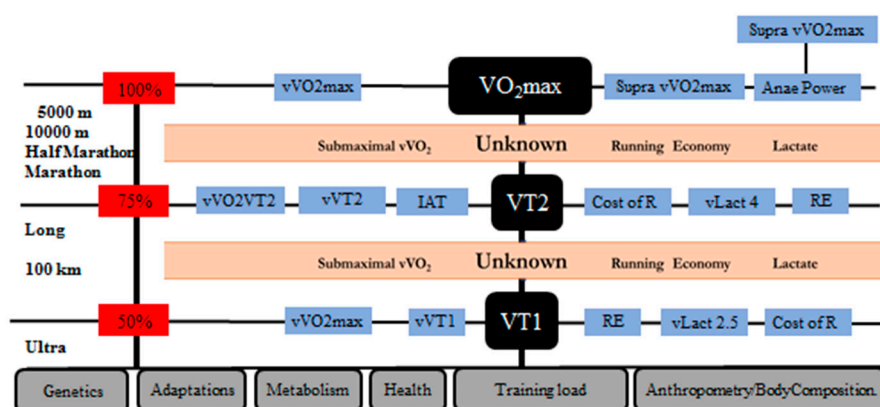 Supra vVO2max
100% vVO2max VO₂max Supra vVO2max Anae Power
5000 m
10000 m
Half Marathon
Marathon
Submaximal vVO₂ Unknown Running Economy Lactate
75% vVO2VT2 vVT2 IAT VT2 Cost of R vLact 4 RE
Long
100 km
Submaximal vVO₂ Unknown Running Economy Lactate
50% vVO2max vVT1 VT1 RE vLact 2.5 Cost of R
Ultra
Genetics Adaptations Metabolism Health Training load Anthropometry/BodyComposition.